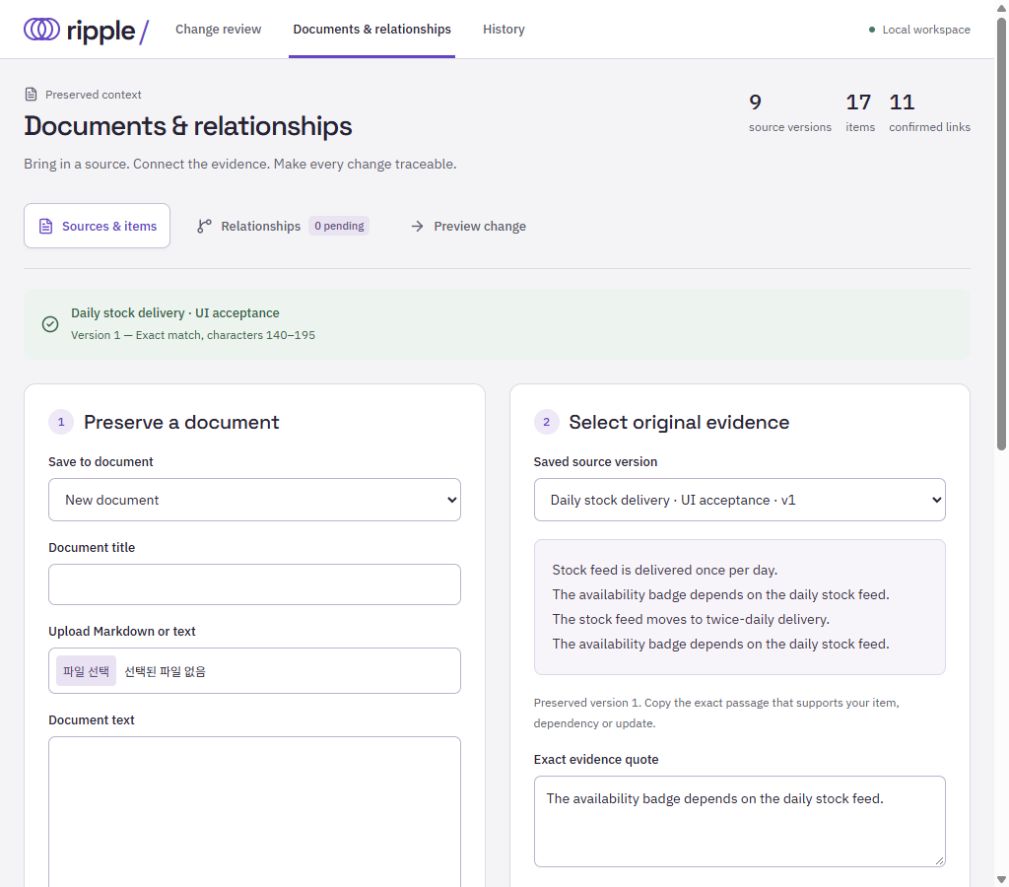 ripple/
Change review
Documents & relationships
History
Local workspace
Preserved context
Documents & relationships
Bring in a source. Connect the evidence. Make every change traceable.
9
source versions
17
items
11
confirmed links
Sources & items
Relationships
0 pending
Preview change
Daily stock delivery · UI acceptance
Version 1 — Exact match, characters 140–195
1
Preserve a document
Save to document
New document
Document title
Upload Markdown or text
파일 선택
선택된 파일 없음
Document text
2
Select original evidence
Saved source version
Daily stock delivery · UI acceptance · v1
Stock feed is delivered once per day.
The availability badge depends on the daily stock feed.
The stock feed moves to twice-daily delivery.
The availability badge depends on the daily stock feed.
Preserved version 1. Copy the exact passage that supports your item,
dependency or update.
Exact evidence quote
The availability badge depends on the daily stock feed.